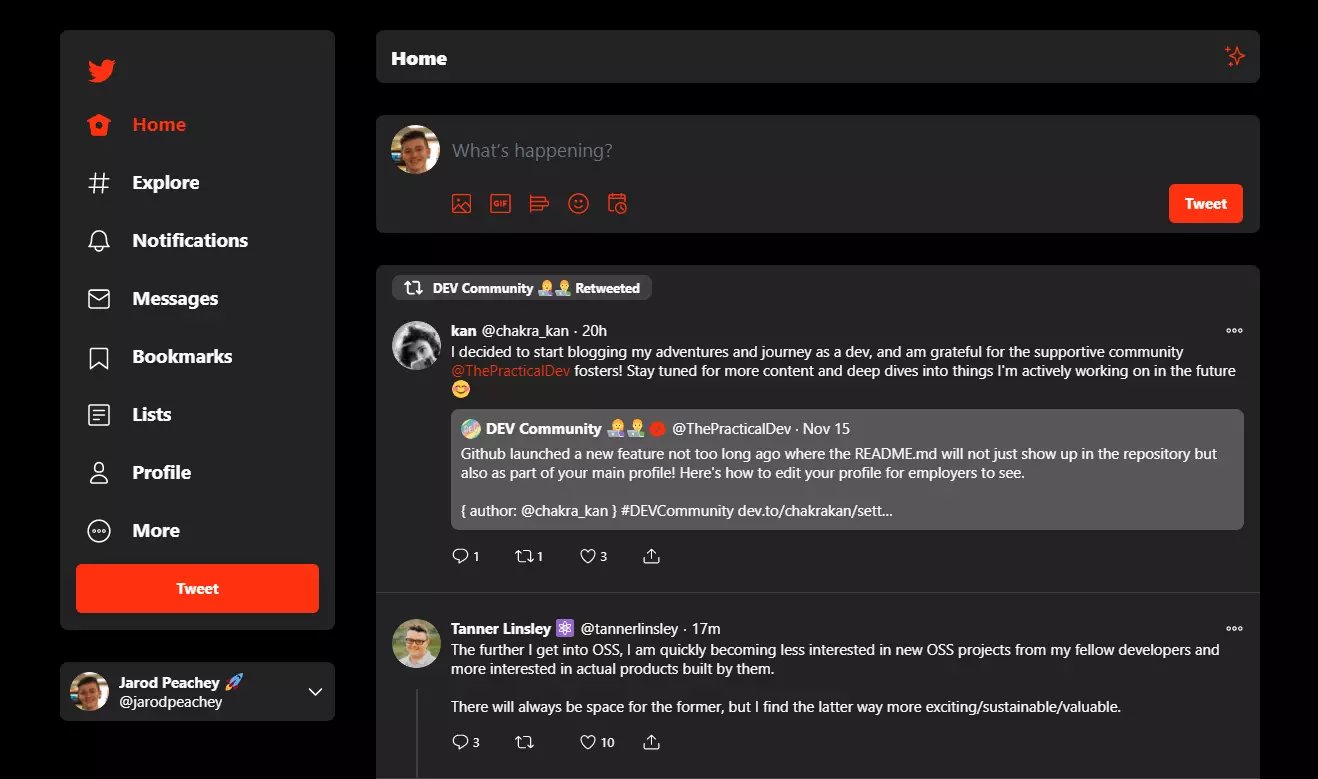 Home
Explore
Notifications
Messages
Bookmarks
Lists
Profile
More
Tweet
Jarod Peachey 🚀
@jarodpeachey
Home
What's happening?
GIF
Tweet
DEV Community 👩‍💻👨‍💻 Retweeted
kan @chakra_kan · 20h
I decided to start blogging my adventures and journey as a dev, and am grateful for the supportive community
@ThePracticalDev fosters! Stay tuned for more content and deep dives into things I'm actively working on in the future
😊
DEV
DEV Community 👩‍💻👨‍💻 @ThePracticalDev · Nov 15
Github launched a new feature not too long ago where the README.md will not just show up in the repository but
also as part of your main profile! Here's how to edit your profile for employers to see.
{ author: @chakra_kan } #DEVCommunity dev.to/chakrakan/sett...
1 1 3
Tanner Linsley ⚛️ @tannerlinsley · 17m
The further I get into OSS, I am quickly becoming less interested in new OSS projects from my fellow developers and
more interested in actual products built by them.
There will always be space for the former, but I find the latter way more exciting/sustainable/valuable.
3 10